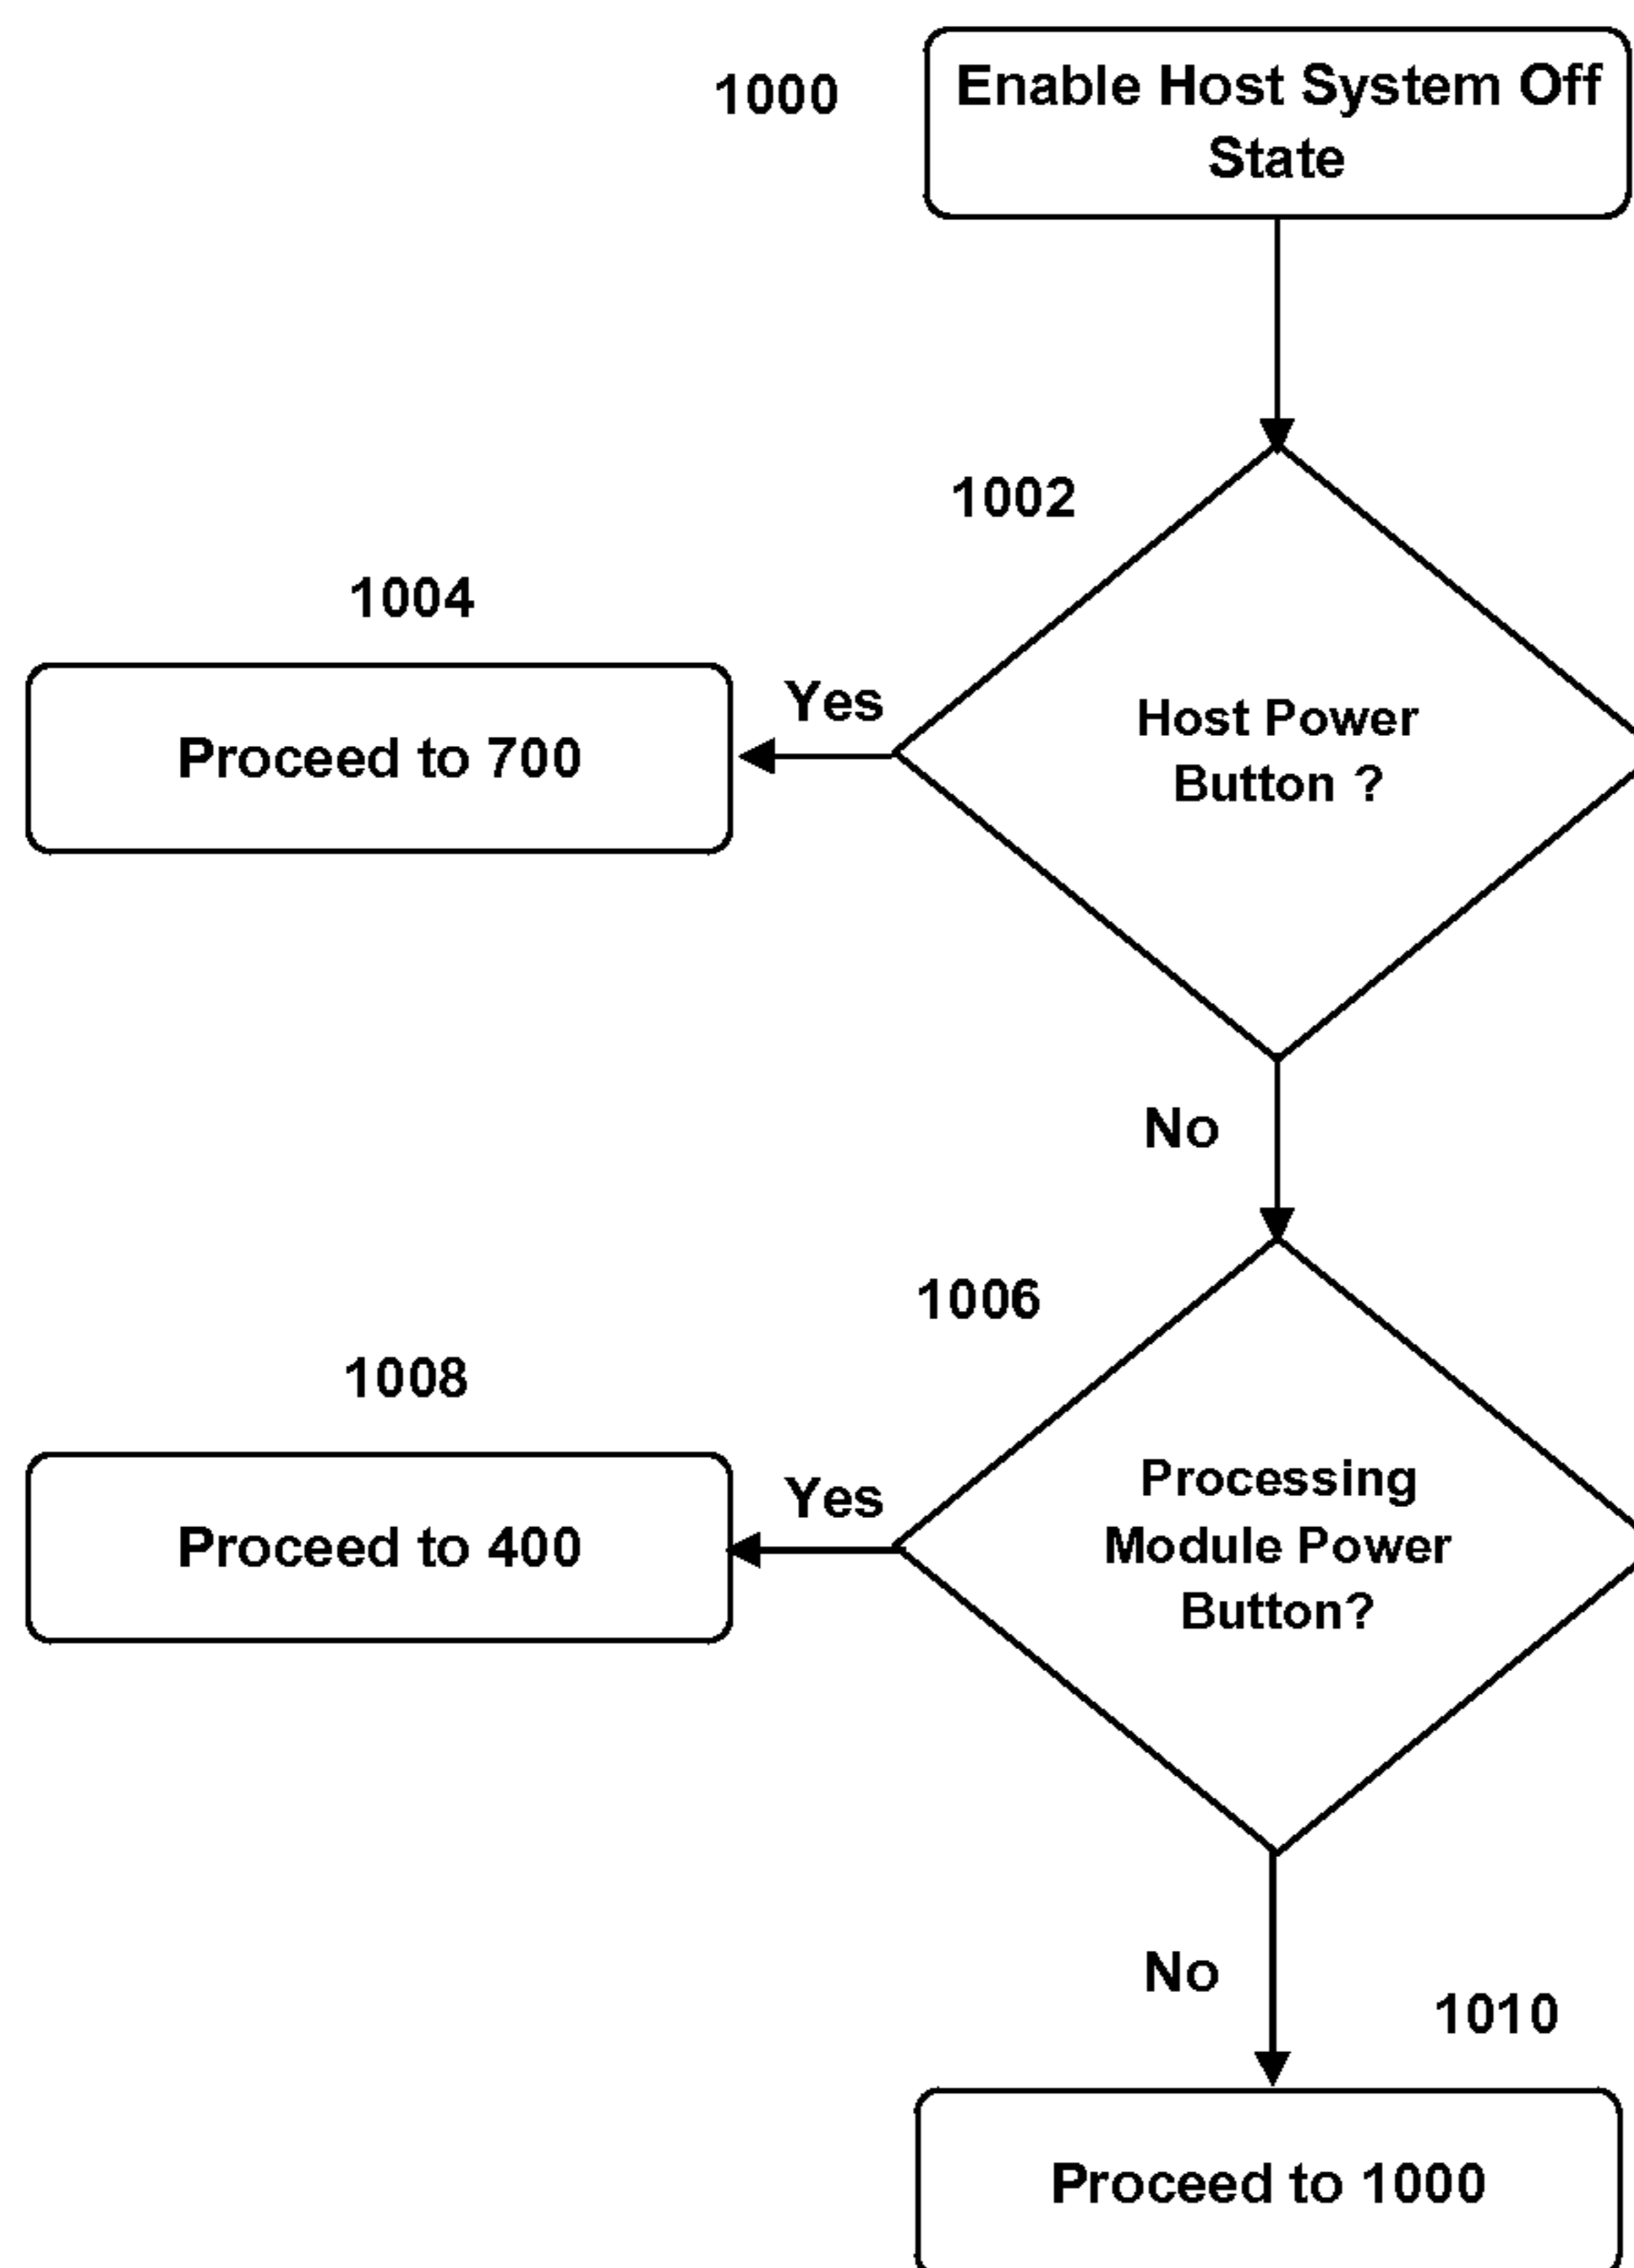 1000
Enable Host System Off
State
1002
1004
Yes
Host Power
Button ?
Proceed to 700
No
1006
1008
Yes
Processing
Module Power
Button?
Proceed to 400
No
1010
Proceed to 1000